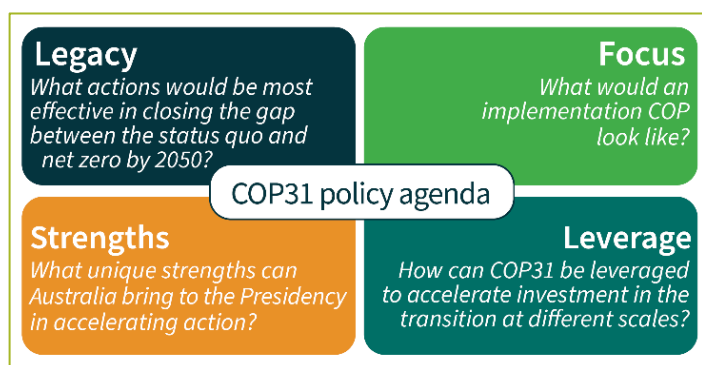 Legacy
What actions would be most
effective in closing the gap
between the status quo and
net zero by 2050?
Focus
What would an
implementation COP
look like?
COP31 policy agenda
Strengths
What unique strengths can
Australia bring to the Presidency
in accelerating action?
Leverage
How can COP31 be leveraged
to accelerate investment in the
transition at different scales?